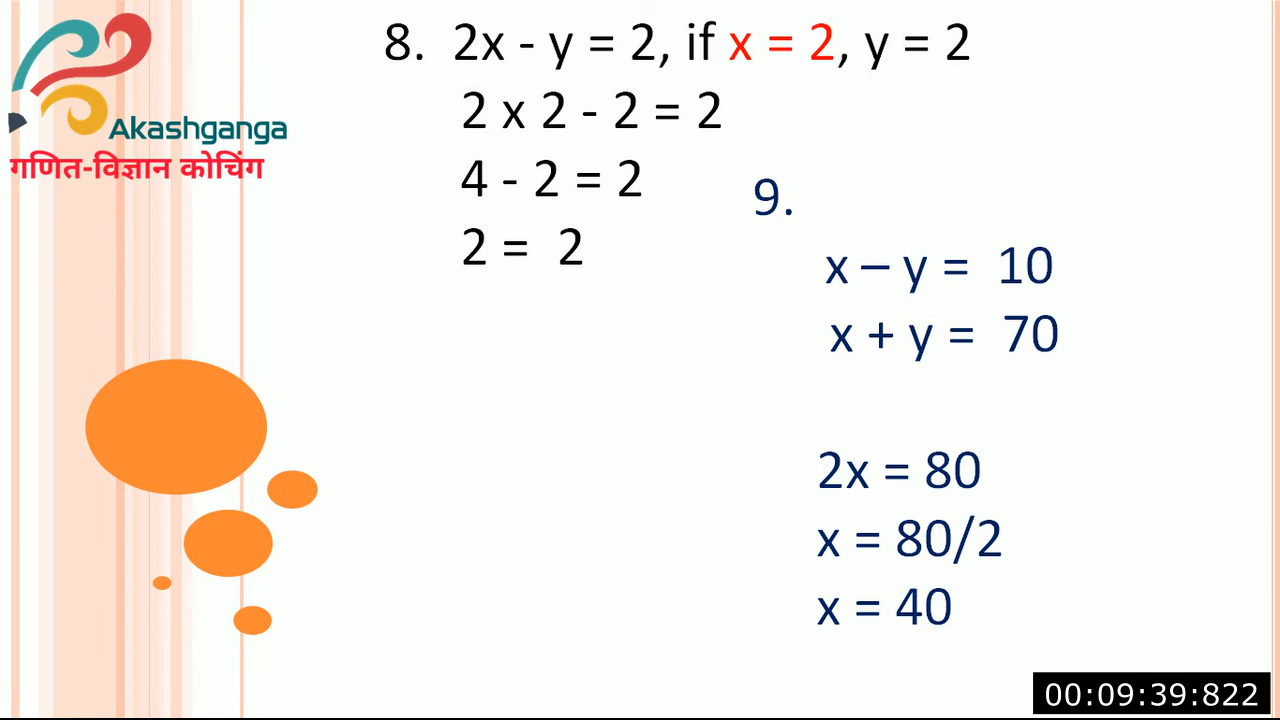 Akashganga
गणित-विज्ञान कोचिंग
8. 2x - y = 2, if x = 2, y = 2
2 x 2 - 2 = 2
4 - 2 = 2
2 = 2
9.
x – y = 10
x + y = 70
2x = 80
x = 80/2
x = 40
00:09:39:822